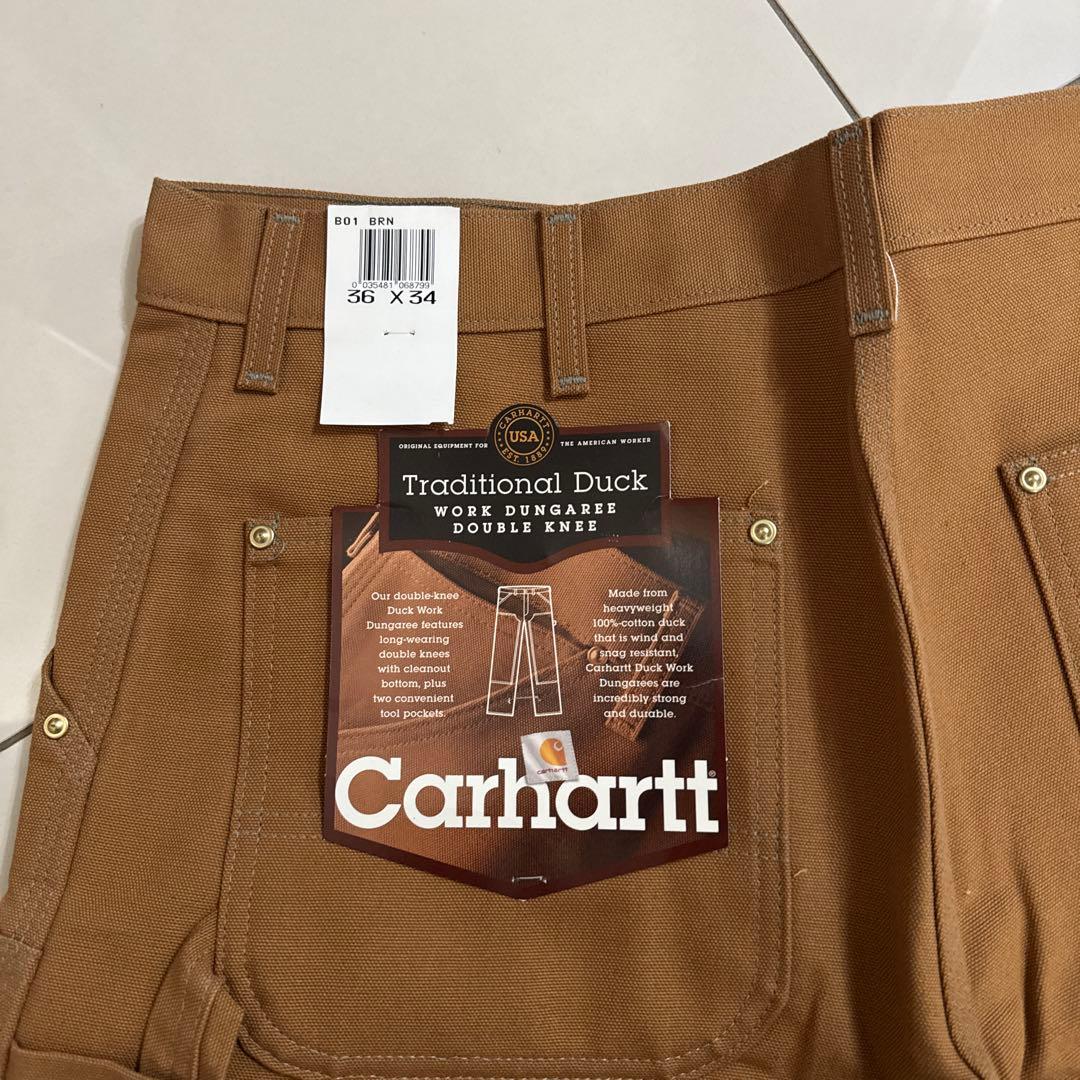 B01 BRN
0 035481 068799
36 X 34
CARHARTT
USA
EST. 1889
ORIGINAL EQUIPMENT FOR THE AMERICAN WORKER
Traditional Duck
WORK DUNGAREE
DOUBLE KNEE
Our double-knee
Duck Work
Dungaree features
long-wearing
double knees
with cleanout
bottom, plus
two convenient
tool pockets.
Made from
heavyweight
100%-cotton duck
that is wind and
snag resistant,
Carhartt Duck Work
Dungarees are
incredibly strong
and durable.
carhartt
Carhartt®